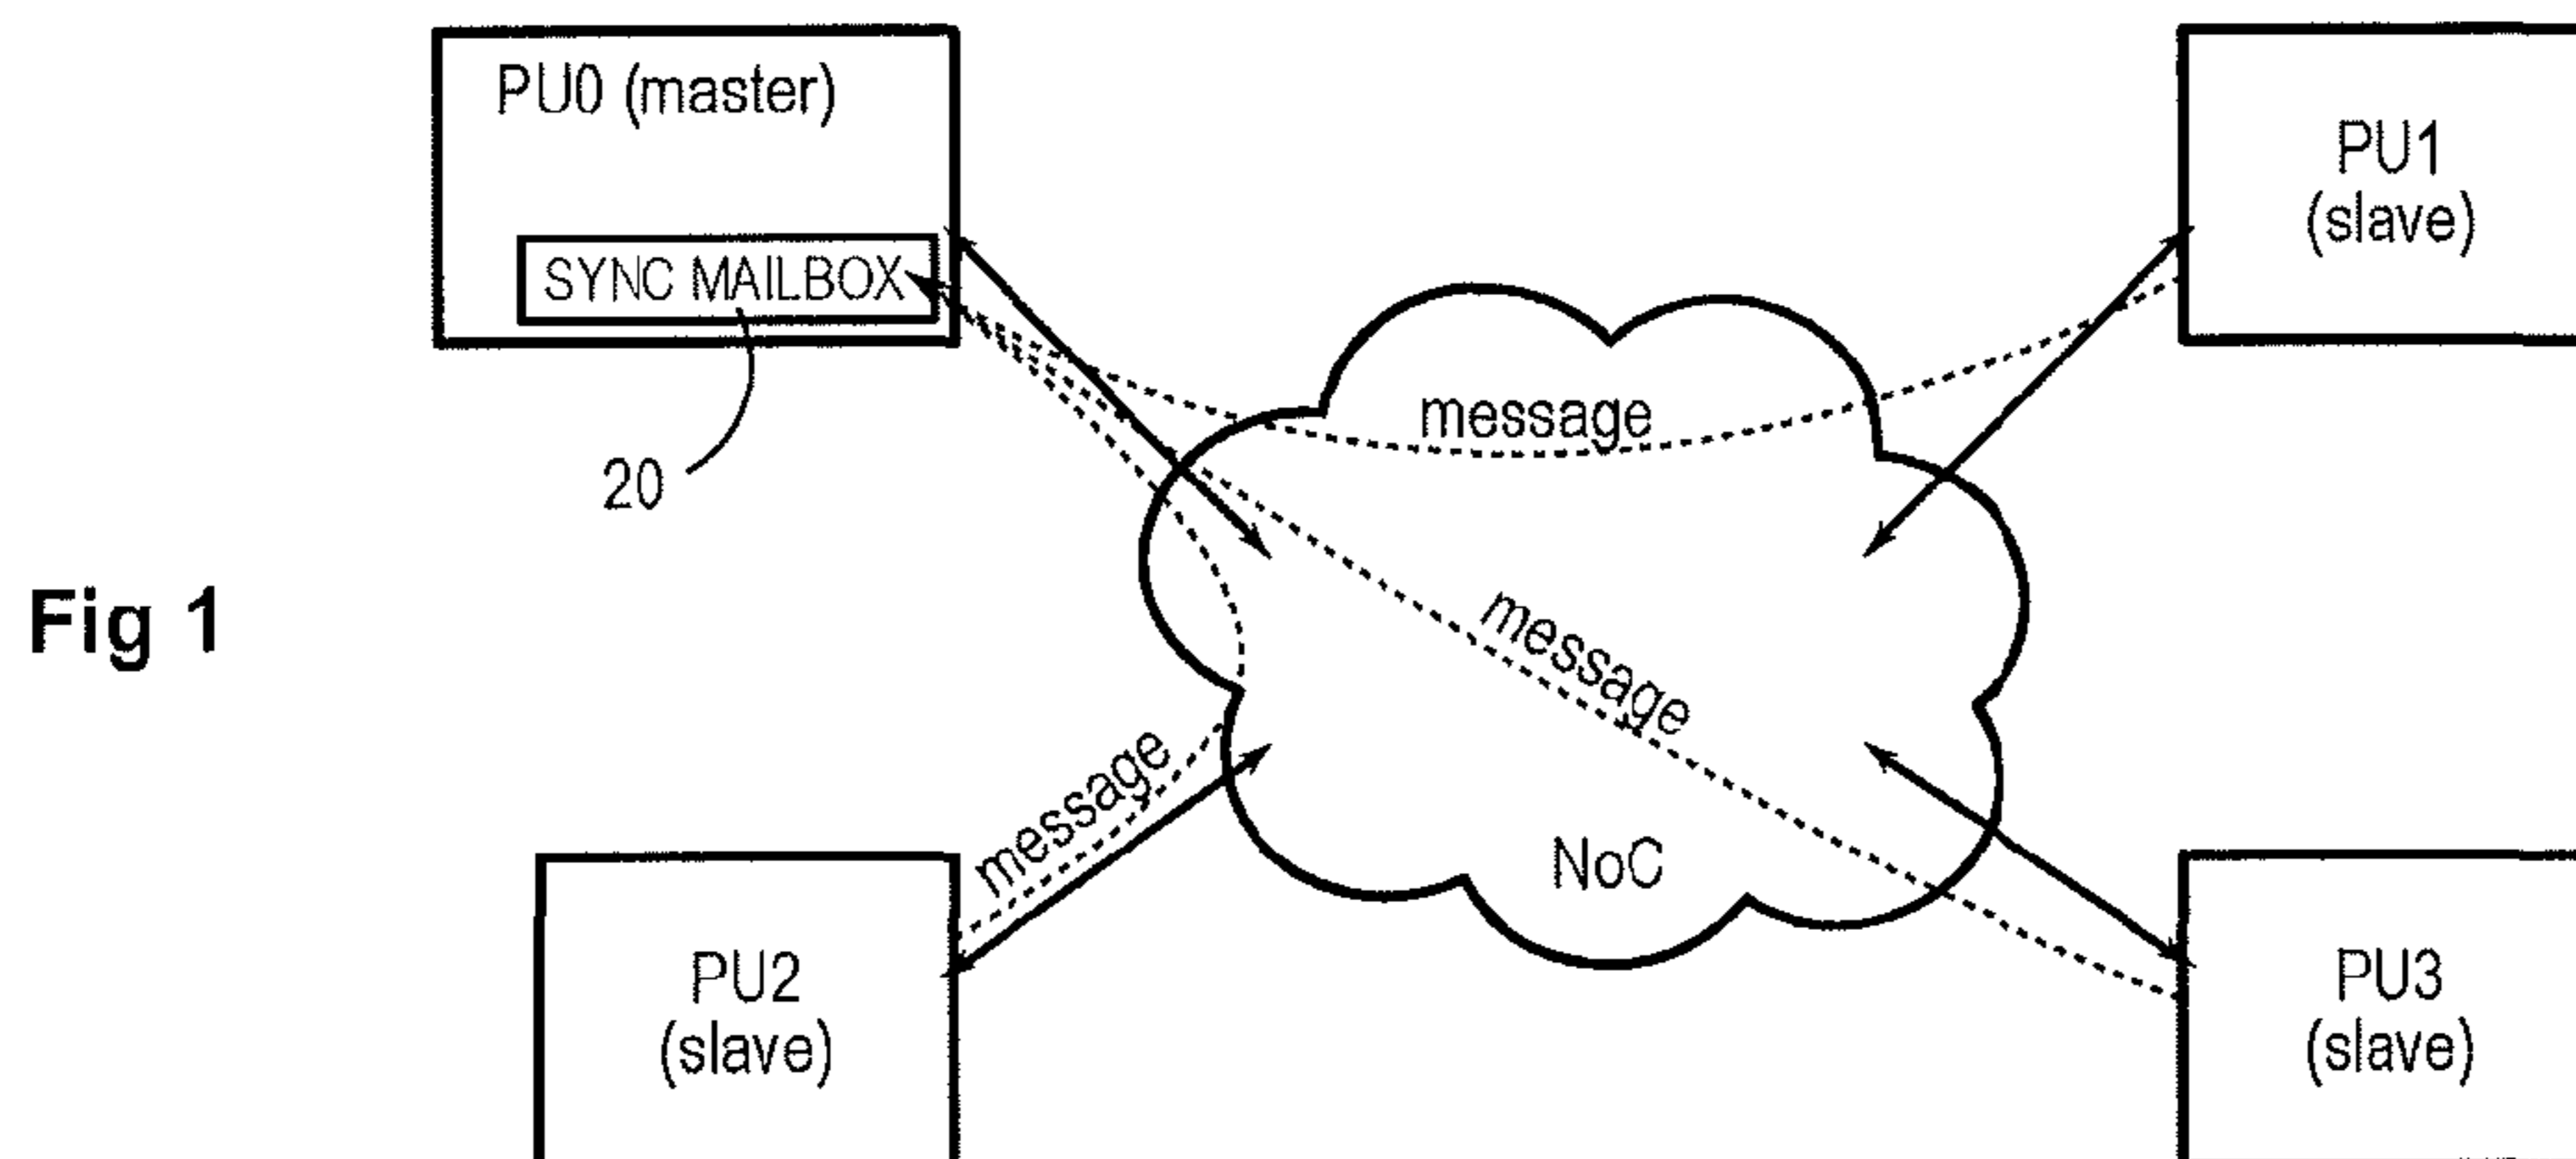 PU0 (master)
SYNC MAILBOX
20
PU1
(slave)
message
Fig 1
message
message
NoC
PU2
(slave)
PU3
(slave)